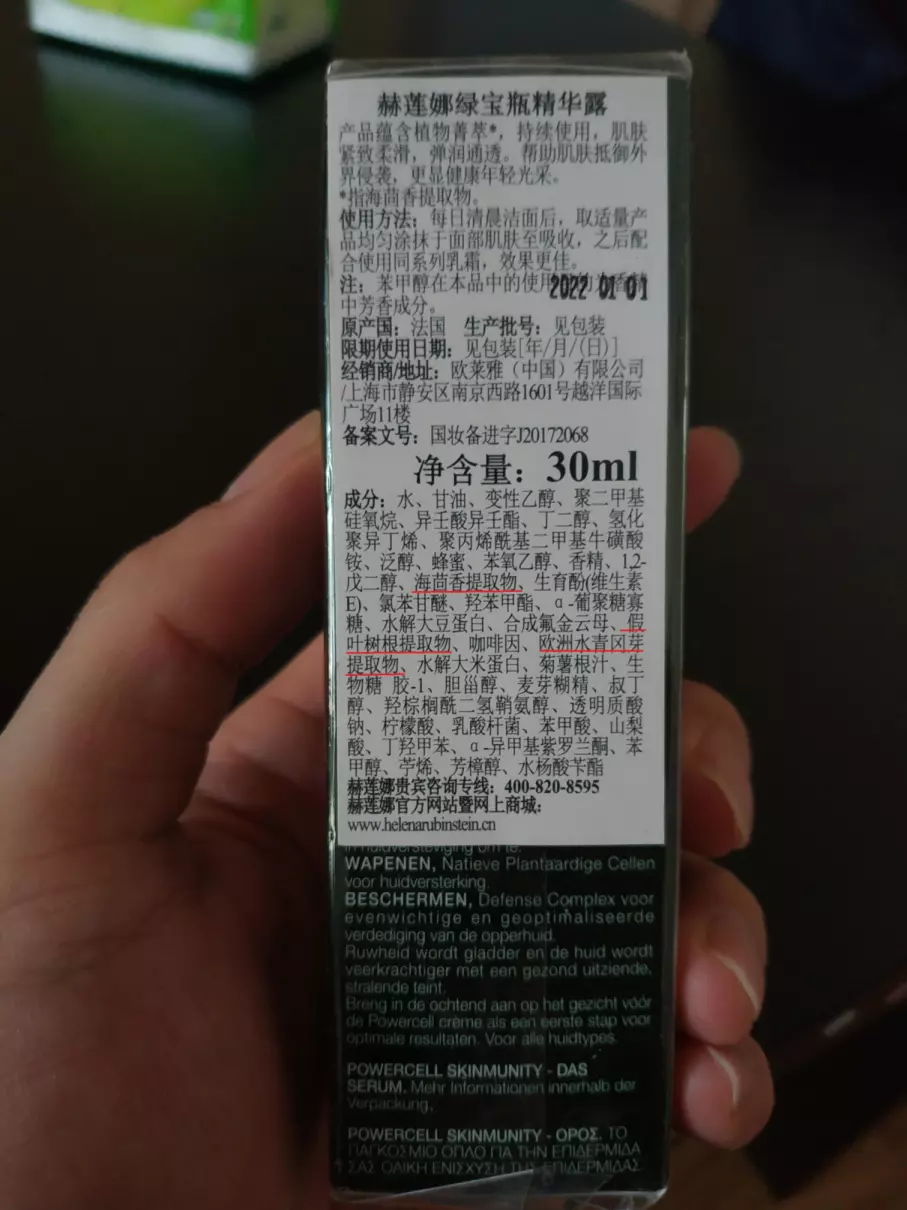 赫莲娜绿宝瓶精华露
产品蕴含植物菁萃*，持续使用，肌肤
紧致柔滑，弹润通透。帮助肌肤抵御外
界侵袭，更显健康年轻光采。
*指海茴香提取物。
使用方法：每日清晨洁面后，取适量产
品均匀涂抹于面部肌肤至吸收，之后配
合使用同系列乳霜，效果更佳。
注：苯甲醇在本品中的使用
2022 01 01
中芳香成分。
原产国：法国 生产批号：见包装
限期使用日期：见包装[年/月/(日)]
经销商/地址：欧莱雅（中国）有限公司
/上海市静安区南京西路1601号越洋国际
广场11楼
备案文号：国妆备进字J20172068
净含量：30ml
成分：水、甘油、变性乙醇、聚二甲基
硅氧烷、异壬酸异壬酯、丁二醇、氢化
聚异丁烯、聚丙烯酰基二甲基牛磺酸
铵、泛醇、蜂蜜、苯氧乙醇、香精、1,2-
戊二醇、海茴香提取物、生育酚(维生素
E)、氯苯甘醚、羟苯甲酯、α-葡聚糖寡
糖、水解大豆蛋白、合成氟金云母、假
叶树根提取物、咖啡因、欧洲水青冈芽
提取物、水解大米蛋白、菊薯根汁、生
物糖 胶-1、胆甾醇、麦芽糊精、叔丁
醇、羟棕榈酰二氢鞘氨醇、透明质酸
钠、柠檬酸、乳酸杆菌、苯甲酸、山梨
酸、丁羟甲苯、α-异甲基紫罗兰酮、苯
甲醇、苧烯、芳樟醇、水杨酸苄酯
赫莲娜贵宾咨询专线：400-820-8595
赫莲娜官方网站暨网上商城：
www.helenarubinstein.cn
WAPENEN, Natieve Plantaardige Cellen
voor huidversterking.
BESCHERMEN, Defense Complex voor
evenwichtige en geoptimaliseerde
verdediging van de opperhuid.
Ruwheid wordt gladder en de huid wordt
veerkrachtiger met een gezond uitziende,
stralende teint.
Breng in de ochtend aan op het gezicht vóór
de Powercell crème als een eerste stap voor
optimale resultaten. Voor alle huidtypes.
POWERCELL SKINMUNITY - DAS
SERUM. Mehr Informationen innerhalb der
Verpackung.
POWERCELL SKINMUNITY - ΟΡΟΣ. ΤΟ
ΠΑΓΚΟΣΜΙΟ ΟΠΛΟ ΓΙΑ ΤΗΝ ΕΠΙΔΕΡΜΙΔΑ
ΣΑΣ ΟΛΙΚΗ ΕΝΙΣΧΥΣΗ ΤΗΣ ΕΠΙΔΕΡΜΙΔΑΣ